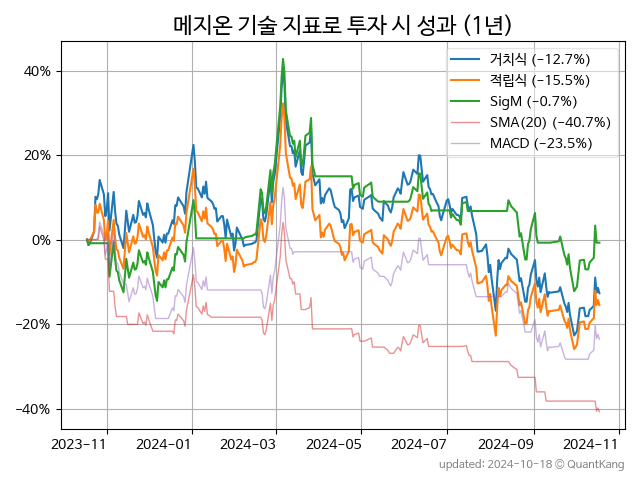 메지온 기술 지표로 투자 시 성과 (1년)
거치식 (−12.7%)
적립식 (−15.5%)
SigM (−0.7%)
SMA(20) (−40.7%)
MACD (−23.5%)
40%
20%
0%
−20%
−40%
2023-11 2024-01 2024-03 2024-05 2024-07 2024-09 2024-11
updated: 2024-10-18 © QuantKang